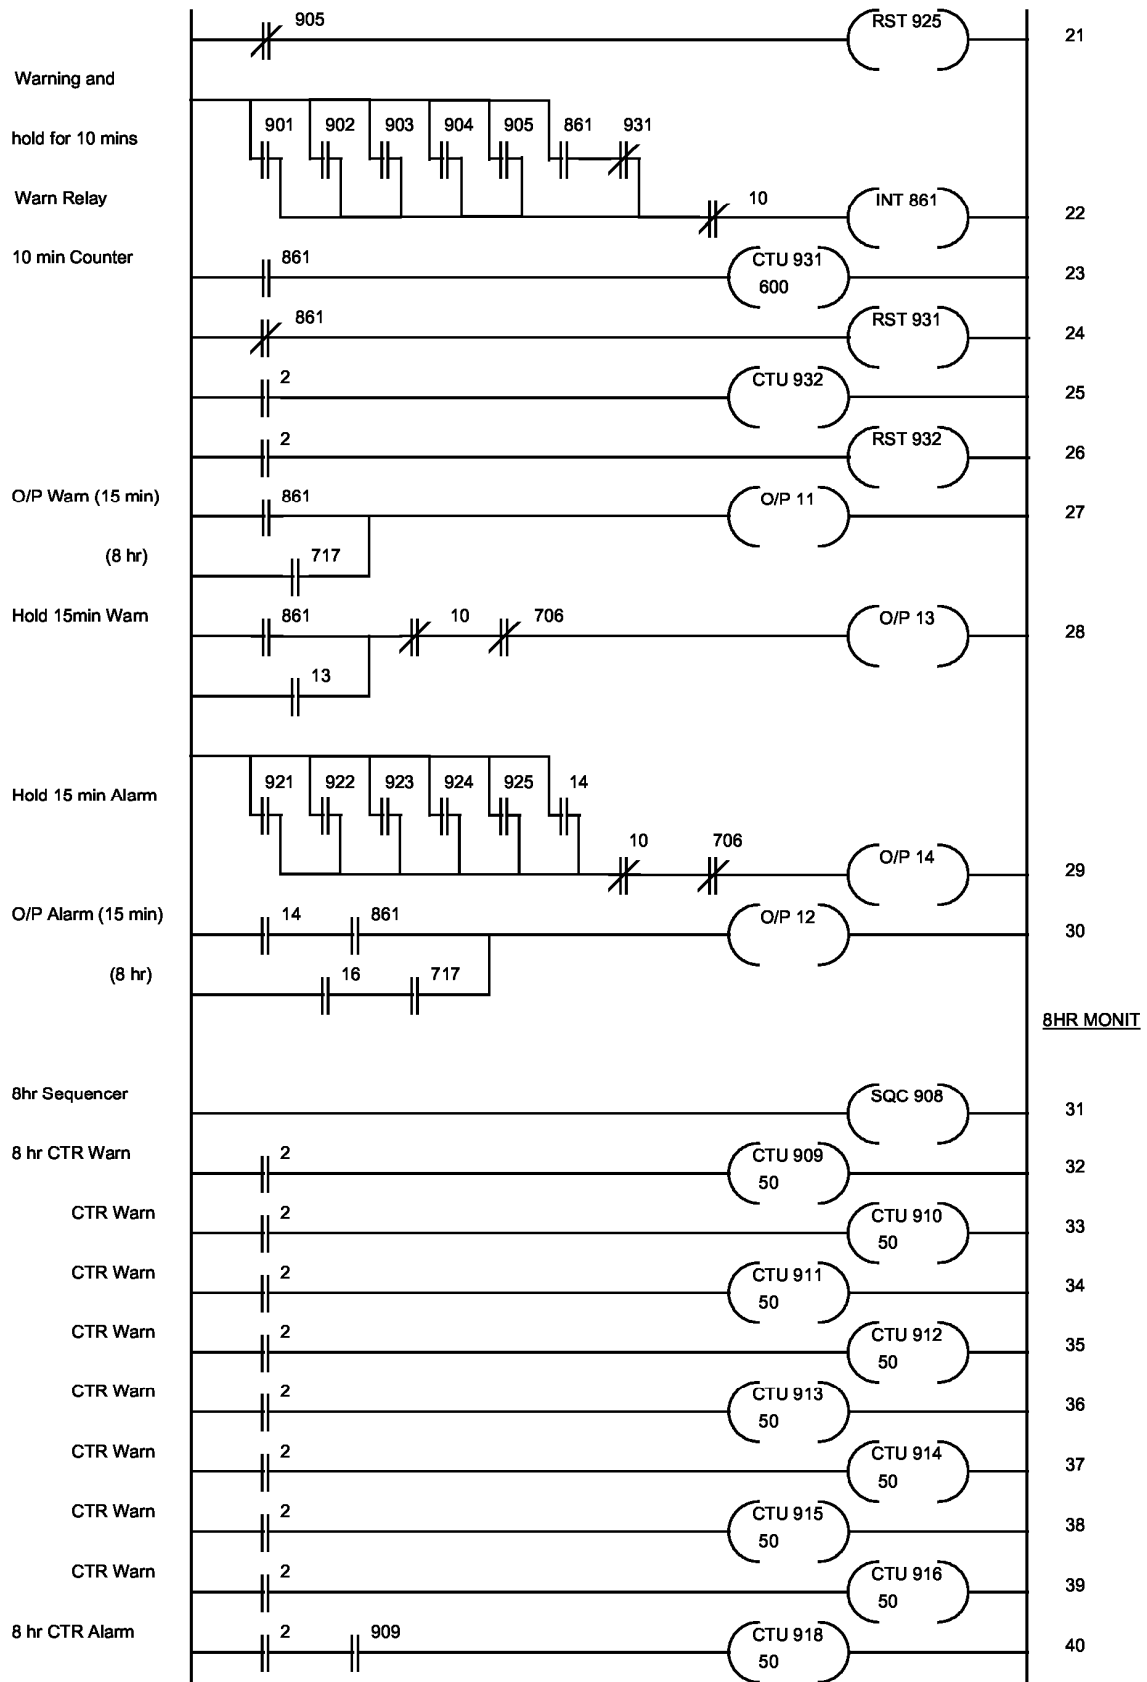 905 RST 925 21
Warning and
hold for 10 mins 901 902 903 904 905 861 931
Warn Relay 10 INT 861 22
10 min Counter 861 CTU 931 23
600
861 RST 931 24
2 CTU 932 25
2 RST 932 26
O/P Warn (15 min) 861 O/P 11 27
(8 hr) 717
Hold 15min Warn 861 10 706 O/P 13 28
13
Hold 15 min Alarm 921 922 923 924 925 14
10 706 O/P 14 29
O/P Alarm (15 min) 14 861 O/P 12 30
(8 hr) 16 717
8HR MONIT
8hr Sequencer SQC 908 31
8 hr CTR Warn 2 CTU 909 32
50
CTR Warn 2 CTU 910 33
50
CTR Warn 2 CTU 911 34
50
CTR Warn 2 CTU 912 35
50
CTR Warn 2 CTU 913 36
50
CTR Warn 2 CTU 914 37
50
CTR Warn 2 CTU 915 38
50
CTR Warn 2 CTU 916 39
50
8 hr CTR Alarm 2 909 CTU 918 40
50